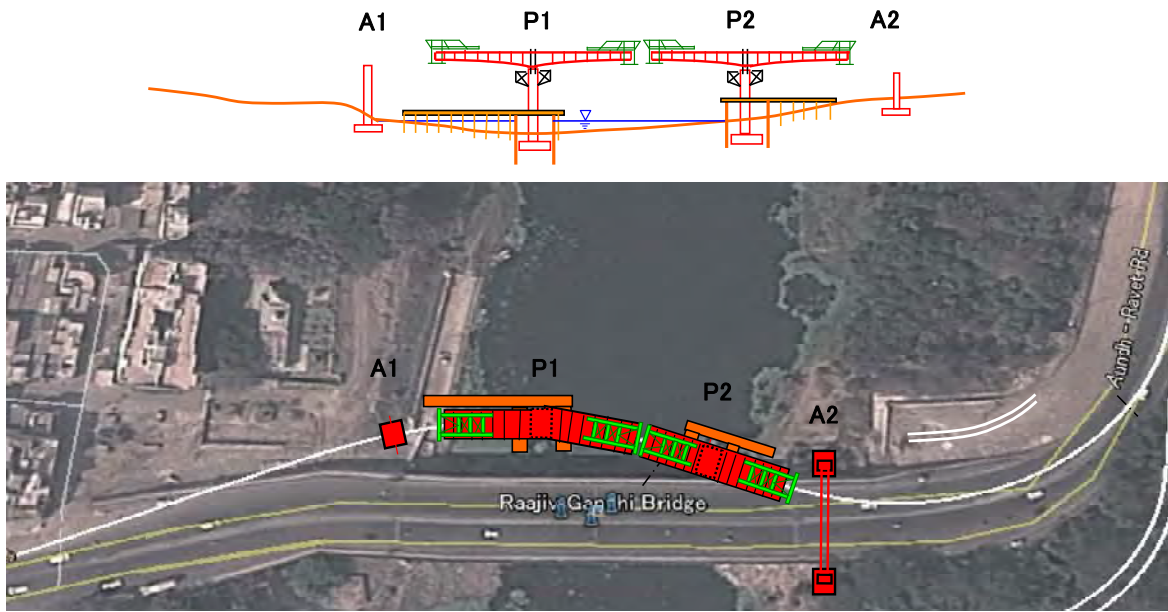 A1 P1 P2 A2
A1 P1 P2 A2
Aundh - Ravet Rd
Raajiv Gandhi Bridge